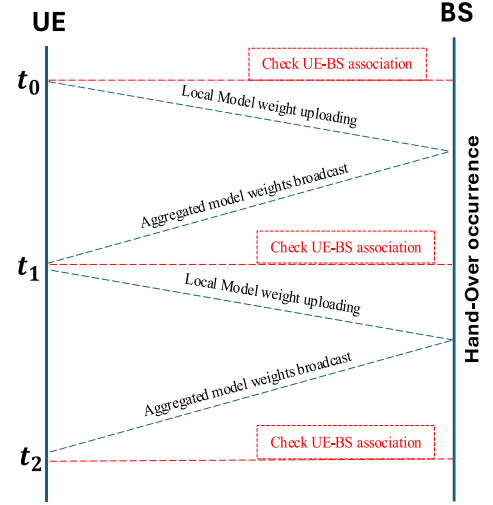 UE
BS
Check UE-BS association
t0
Local Model weight uploading
Aggregated model weights broadcast
Hand-Over occurrence
Check UE-BS association
t1
Local Model weight uploading
Aggregated model weights broadcast
Check UE-BS association
t2